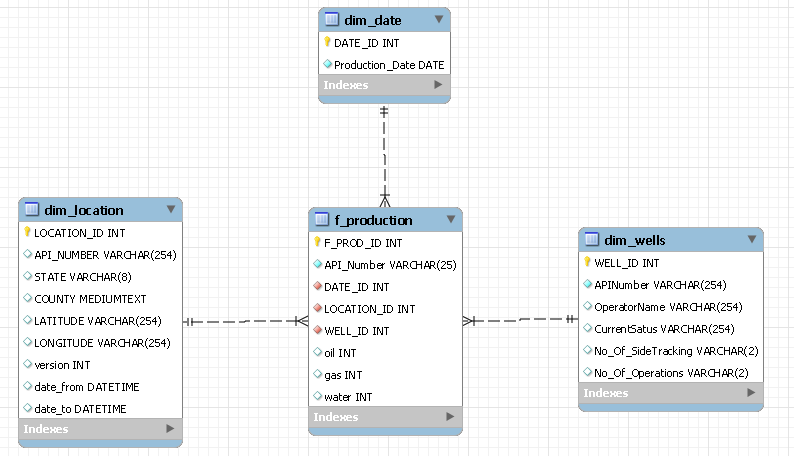 dim_date
DATE_ID INT
Production_Date DATE
Indexes
dim_location
LOCATION_ID INT
API_NUMBER VARCHAR(254)
STATE VARCHAR(8)
COUNTY MEDIUMTEXT
LATITUDE VARCHAR(254)
LONGITUDE VARCHAR(254)
version INT
date_from DATETIME
date_to DATETIME
Indexes
f_production
F_PROD_ID INT
API_Number VARCHAR(25)
DATE_ID INT
LOCATION_ID INT
WELL_ID INT
oil INT
gas INT
water INT
Indexes
dim_wells
WELL_ID INT
APINumber VARCHAR(254)
OperatorName VARCHAR(254)
CurrentSatus VARCHAR(254)
No_Of_SideTracking VARCHAR(2)
No_Of_Operations VARCHAR(2)
Indexes